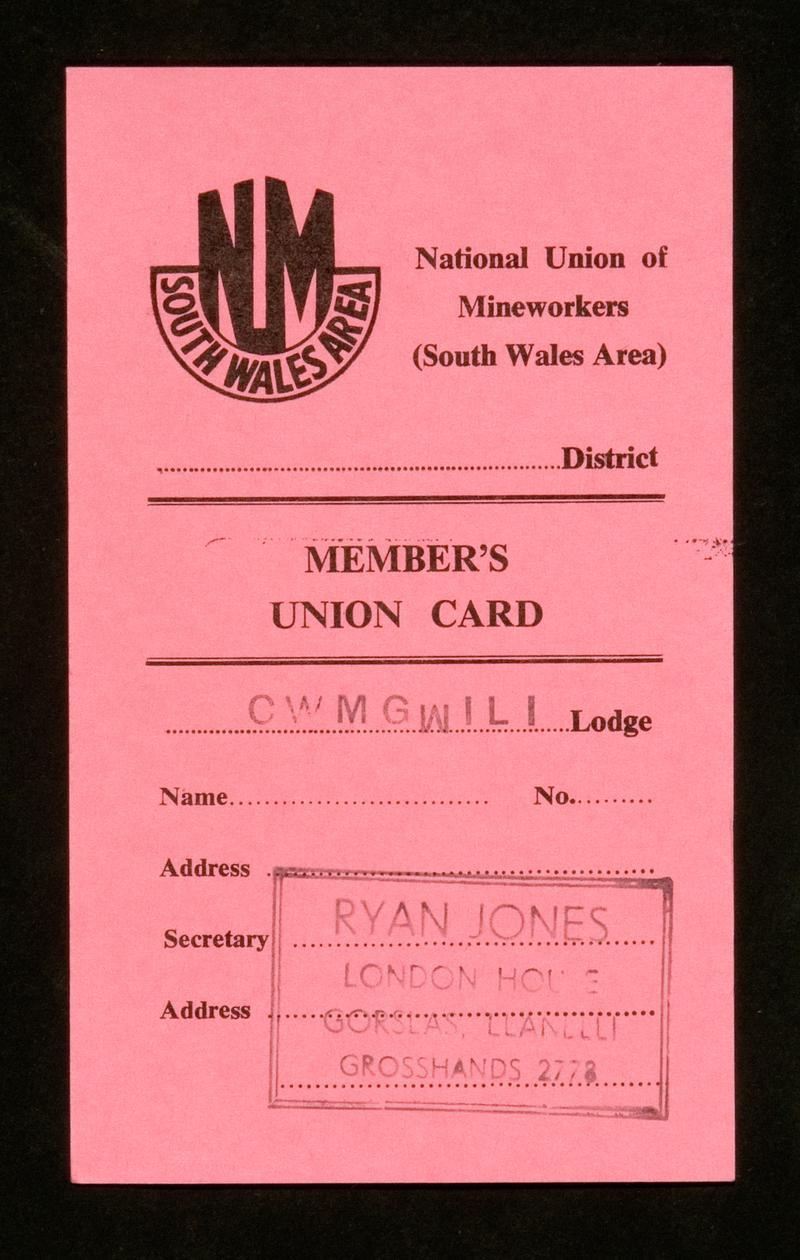 NUM
SOUTH WALES AREA
National Union of
Mineworkers
(South Wales Area)
District
MEMBER'S
UNION CARD
CWMGWILI Lodge
Name No.
Address
Secretary RYAN JONES
LONDON HOUSE
Address GORSLAS, LLANELLI
GROSSHANDS 2778